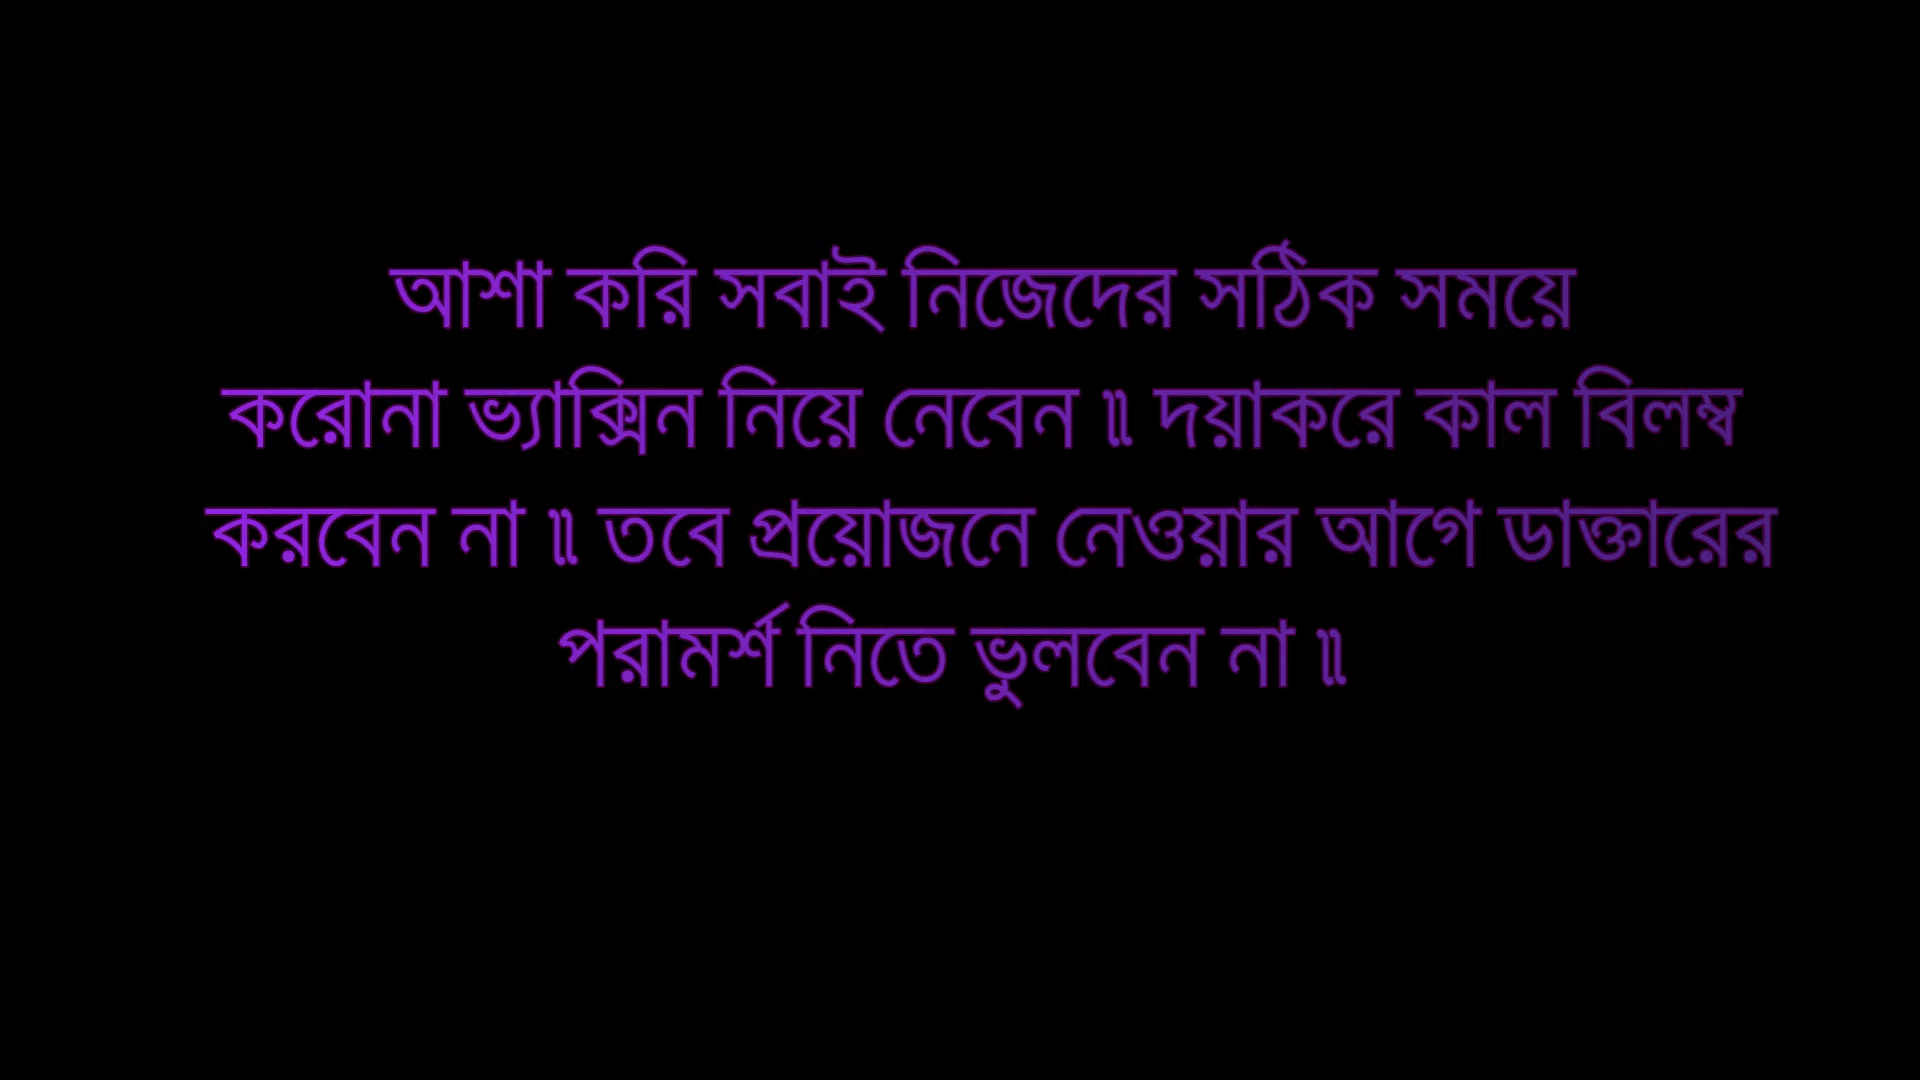 আশা করি সবাই নিজেদের সঠিক সময়ে
করোনা ভ্যাক্সিন নিয়ে নেবেন ॥ দয়াকরে কাল বিলম্ব
করবেন না ॥ তবে প্রয়োজনে নেওয়ার আগে ডাক্তারের
পরামর্শ নিতে ভুলবেন না ॥